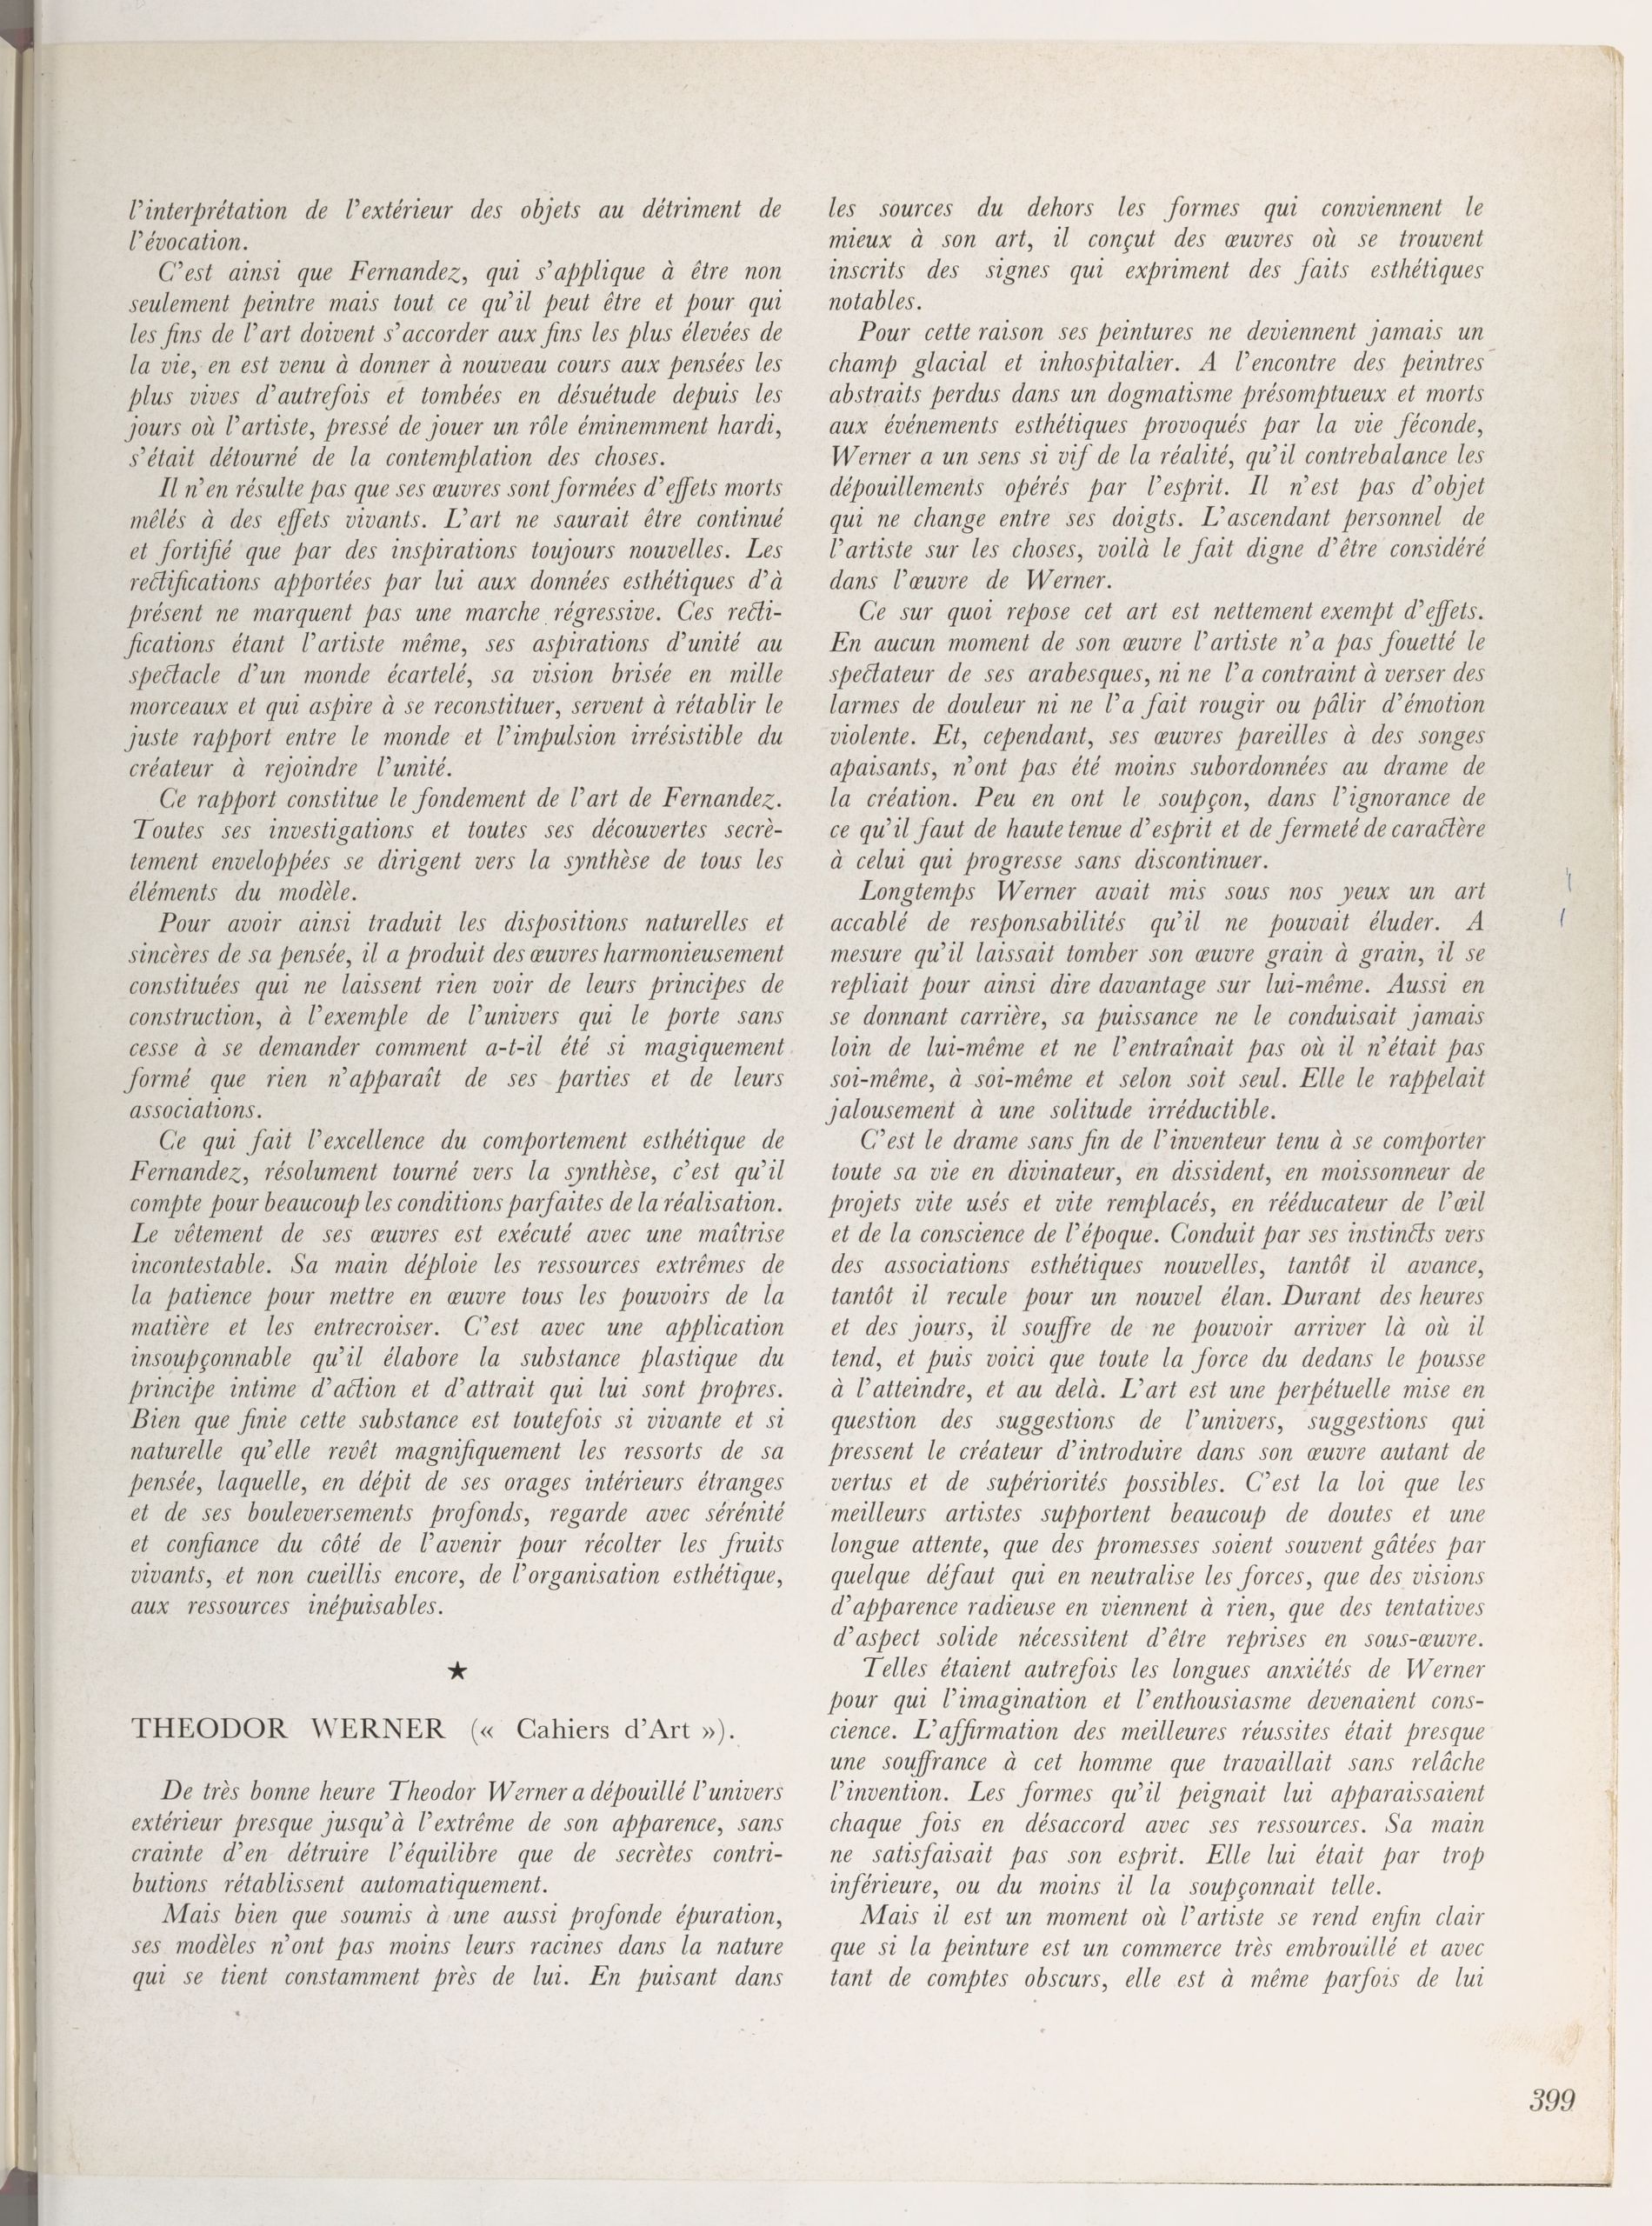 l'interprétation de l'extérieur des objets au détriment de
l'évocation.
C'est ainsi que Fernandez, qui s'applique à être non
seulement peintre mais tout ce qu'il peut être et pour qui
les fins de l'art doivent s'accorder aux fins les plus élevées de
la vie, en est venu à donner à nouveau cours aux pensées les
plus vives d'autrefois et tombées en désuétude depuis les
jours où l'artiste, pressé de jouer un rôle éminemment hardi,
s'était détourné de la contemplation des choses.
Il n'en résulte pas que ses œuvres sont formées d'effets morts
mêlés à des effets vivants. L'art ne saurait être continué
et fortifié que par des inspirations toujours nouvelles. Les
rectifications apportées par lui aux données esthétiques d'à
présent ne marquent pas une marche régressive. Ces recti-
fications étant l'artiste même, ses aspirations d'unité au
spectacle d'un monde écartelé, sa vision brisée en mille
morceaux et qui aspire à se reconstituer, servent à rétablir le
juste rapport entre le monde et l'impulsion irrésistible du
créateur à rejoindre l'unité.
Ce rapport constitue le fondement de l'art de Fernandez.
Toutes ses investigations et toutes ses découvertes secrè-
tement enveloppées se dirigent vers la synthèse de tous les
éléments du modèle.
Pour avoir ainsi traduit les dispositions naturelles et
sincères de sa pensée, il a produit des œuvres harmonieusement
constituées qui ne laissent rien voir de leurs principes de
construction, à l'exemple de l'univers qui le porte sans
cesse à se demander comment a-t-il été si magiquement
formé que rien n'apparaît de ses parties et de leurs
associations.
Ce qui fait l'excellence du comportement esthétique de
Fernandez, résolument tourné vers la synthèse, c'est qu'il
compte pour beaucoup les conditions parfaites de la réalisation.
Le vêtement de ses œuvres est exécuté avec une maîtrise
incontestable. Sa main déploie les ressources extrêmes de
la patience pour mettre en œuvre tous les pouvoirs de la
matière et les entrecroiser. C'est avec une application
insoupçonnable qu'il élabore la substance plastique du
principe intime d'action et d'attrait qui lui sont propres.
Bien que finie cette substance est toutefois si vivante et si
naturelle qu'elle revêt magnifiquement les ressorts de sa
pensée, laquelle, en dépit de ses orages intérieurs étranges
et de ses bouleversements profonds, regarde avec sérénité
et confiance du côté de l'avenir pour récolter les fruits
vivants, et non cueillis encore, de l'organisation esthétique,
aux ressources inépuisables.
★
THEODOR WERNER (« Cahiers d'Art »).
De très bonne heure Theodor Werner a dépouillé l'univers
extérieur presque jusqu'à l'extrême de son apparence, sans
crainte d'en détruire l'équilibre que de secrètes contri-
butions rétablissent automatiquement.
Mais bien que soumis à une aussi profonde épuration,
ses modèles n'ont pas moins leurs racines dans la nature
qui se tient constamment près de lui. En puisant dans
les sources du dehors les formes qui conviennent le
mieux à son art, il conçut des œuvres où se trouvent
inscrits des signes qui expriment des faits esthétiques
notables.
Pour cette raison ses peintures ne deviennent jamais un
champ glacial et inhospitalier. A l'encontre des peintres
abstraits perdus dans un dogmatisme présomptueux et morts
aux événements esthétiques provoqués par la vie féconde,
Werner a un sens si vif de la réalité, qu'il contrebalance les
dépouillements opérés par l'esprit. Il n'est pas d'objet
qui ne change entre ses doigts. L'ascendant personnel de
l'artiste sur les choses, voilà le fait digne d'être considéré
dans l'œuvre de Werner.
Ce sur quoi repose cet art est nettement exempt d'effets.
En aucun moment de son œuvre l'artiste n'a pas fouetté le
spectateur de ses arabesques, ni ne l'a contraint à verser des
larmes de douleur ni ne l'a fait rougir ou pâlir d'émotion
violente. Et, cependant, ses œuvres pareilles à des songes
apaisants, n'ont pas été moins subordonnées au drame de
la création. Peu en ont le soupçon, dans l'ignorance de
ce qu'il faut de haute tenue d'esprit et de fermeté de caractère
à celui qui progresse sans discontinuer.
Longtemps Werner avait mis sous nos yeux un art
accablé de responsabilités qu'il ne pouvait éluder. A
mesure qu'il laissait tomber son œuvre grain à grain, il se
repliait pour ainsi dire davantage sur lui-même. Aussi en
se donnant carrière, sa puissance ne le conduisait jamais
loin de lui-même et ne l'entraînait pas où il n'était pas
soi-même, à soi-même et selon soit seul. Elle le rappelait
jalousement à une solitude irréductible.
C'est le drame sans fin de l'inventeur tenu à se comporter
toute sa vie en divinateur, en dissident, en moissonneur de
projets vite usés et vite remplacés, en rééducateur de l'œil
et de la conscience de l'époque. Conduit par ses instincts vers
des associations esthétiques nouvelles, tantôt il avance,
tantôt il recule pour un nouvel élan. Durant des heures
et des jours, il souffre de ne pouvoir arriver là où il
tend, et puis voici que toute la force du dedans le pousse
à l'atteindre, et au delà. L'art est une perpétuelle mise en
question des suggestions de l'univers, suggestions qui
pressent le créateur d'introduire dans son œuvre autant de
vertus et de supériorités possibles. C'est la loi que les
meilleurs artistes supportent beaucoup de doutes et une
longue attente, que des promesses soient souvent gâtées par
quelque défaut qui en neutralise les forces, que des visions
d'apparence radieuse en viennent à rien, que des tentatives
d'aspect solide nécessitent d'être reprises en sous-œuvre.
Telles étaient autrefois les longues anxiétés de Werner
pour qui l'imagination et l'enthousiasme devenaient cons-
cience. L'affirmation des meilleures réussites était presque
une souffrance à cet homme que travaillait sans relâche
l'invention. Les formes qu'il peignait lui apparaissaient
chaque fois en désaccord avec ses ressources. Sa main
ne satisfaisait pas son esprit. Elle lui était par trop
inférieure, ou du moins il la soupçonnait telle.
Mais il est un moment où l'artiste se rend enfin clair
que si la peinture est un commerce très embrouillé et avec
tant de comptes obscurs, elle est à même parfois de lui
399